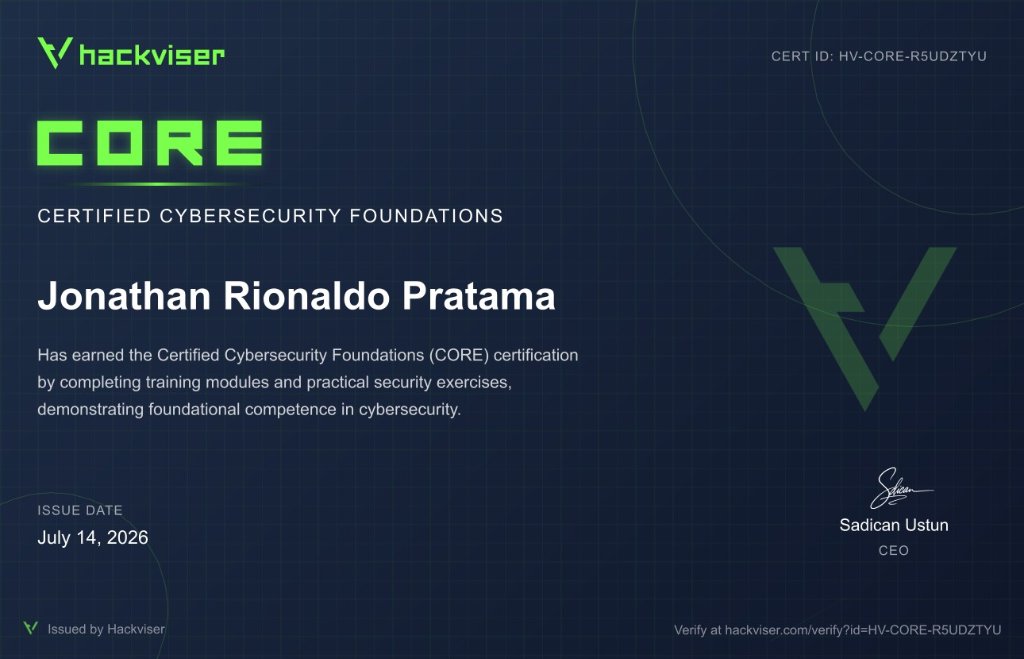 hackviser
CERT ID: HV-CORE-R5UDZTYU
CORE
CERTIFIED CYBERSECURITY FOUNDATIONS
Jonathan Rionaldo Pratama
Has earned the Certified Cybersecurity Foundations (CORE) certification
by completing training modules and practical security exercises,
demonstrating foundational competence in cybersecurity.
ISSUE DATE
July 14, 2026
Sadican
Sadican Ustun
CEO
Issued by Hackviser
Verify at hackviser.com/verify?id=HV-CORE-R5UDZTYU